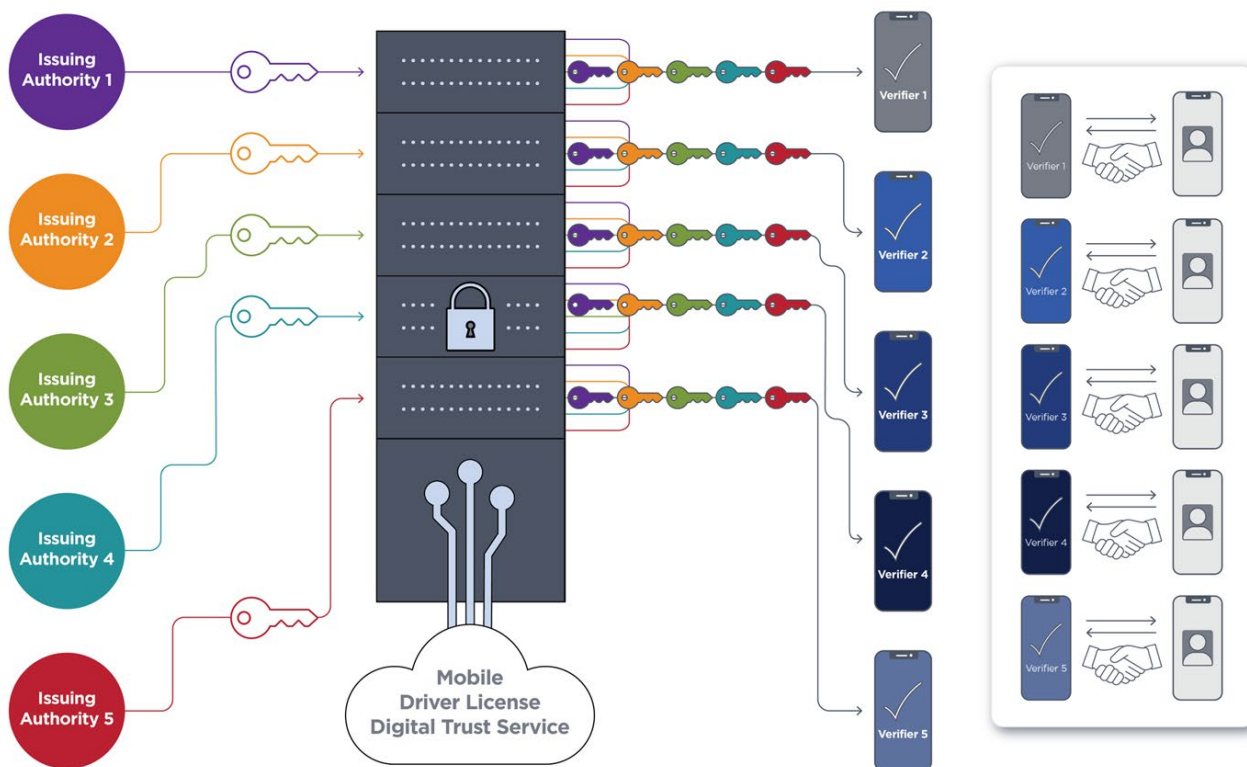 Issuing
Authority 1
Issuing
Authority 2
Issuing
Authority 3
Issuing
Authority 4
Issuing
Authority 5
Mobile
Driver License
Digital Trust Service
Verifier 1
Verifier 2
Verifier 3
Verifier 4
Verifier 5
Verifier 1
Verifier 2
Verifier 3
Verifier 4
Verifier 5